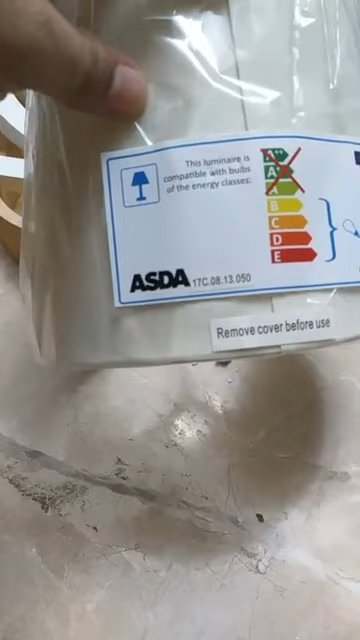 This luminaire is
compatible with bulbs
of the energy classes:
A++
A+
A
B
C
D
E
ASDA 17C.08.13.050
Remove cover before use